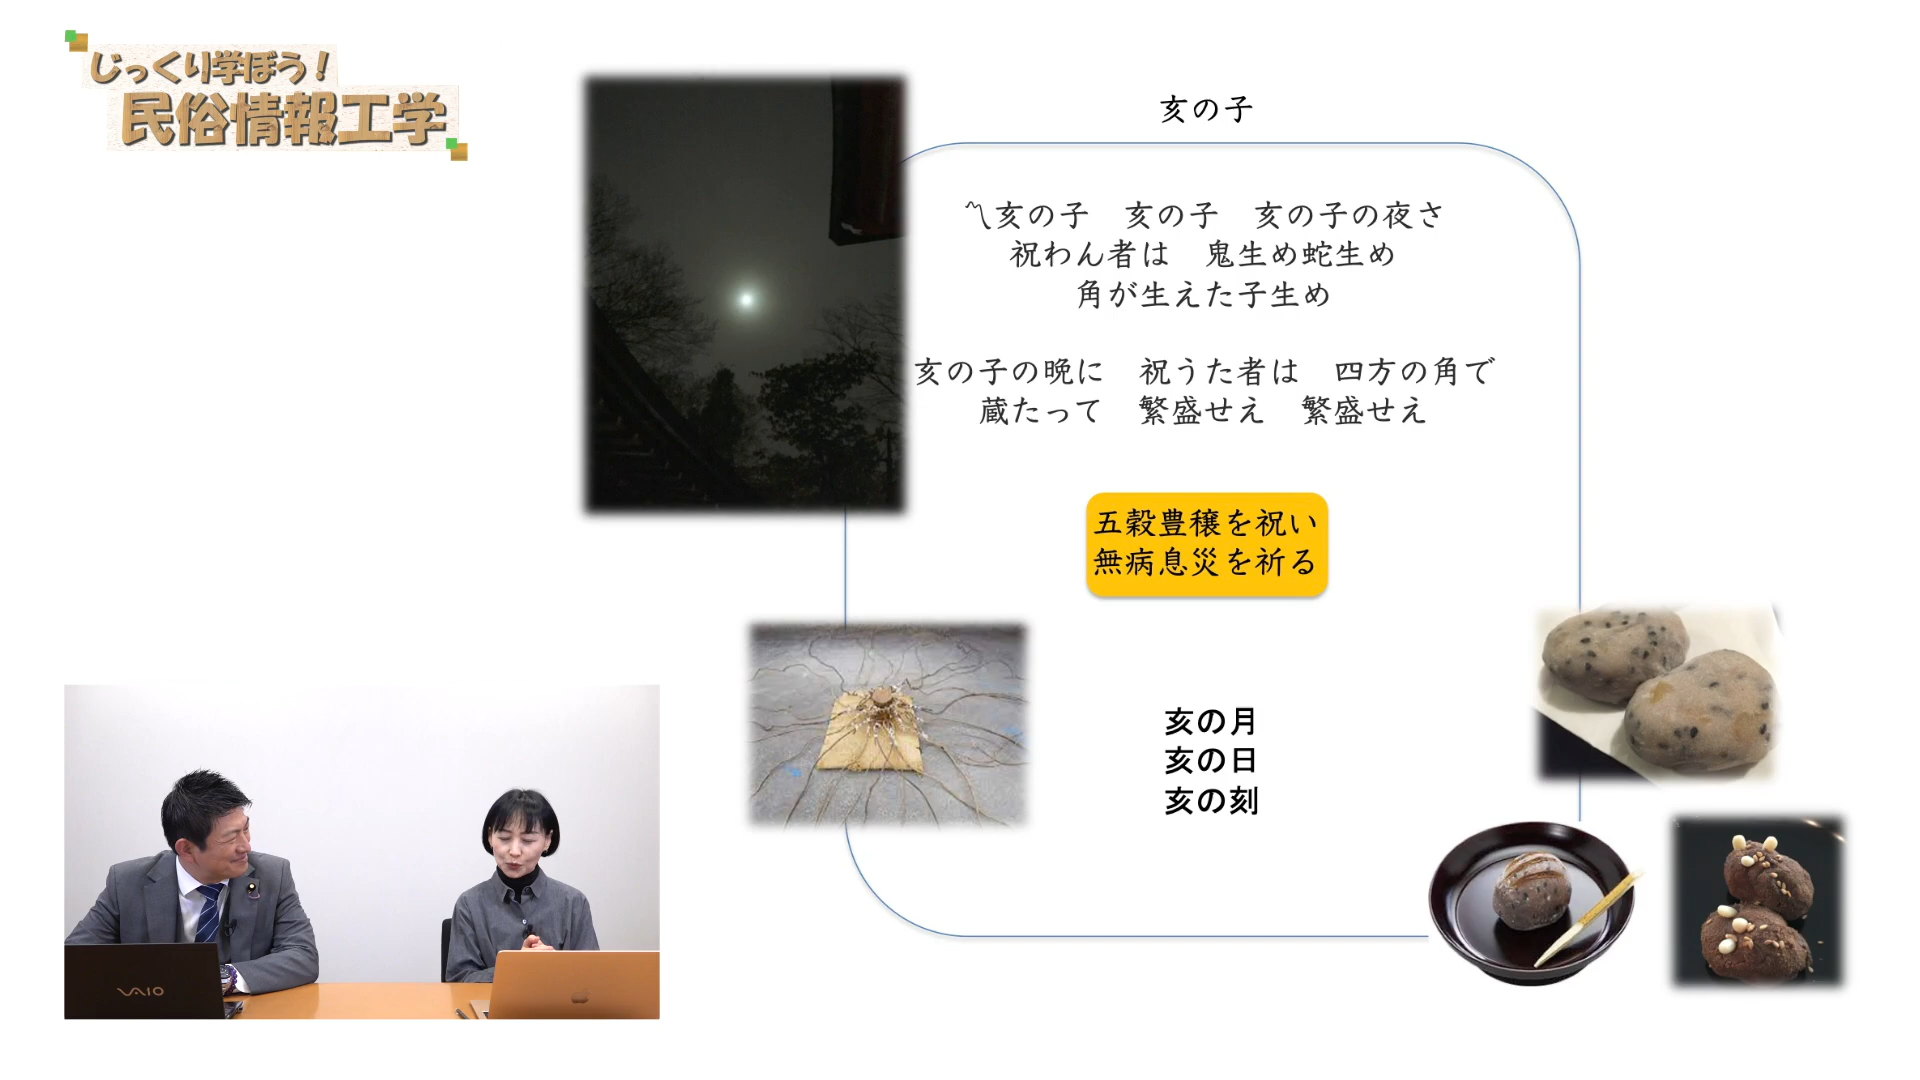 じっくり学ぼう!
民俗情報工学
亥の子
〽亥の子　亥の子　亥の子の夜さ
祝わん者は　鬼生め蛇生め
角が生えた子生め
亥の子の晩に　祝うた者は　四方の角で
蔵たって　繁盛せえ　繁盛せえ
五穀豊穣を祝い
無病息災を祈る
亥の月
亥の日
亥の刻
VAIO